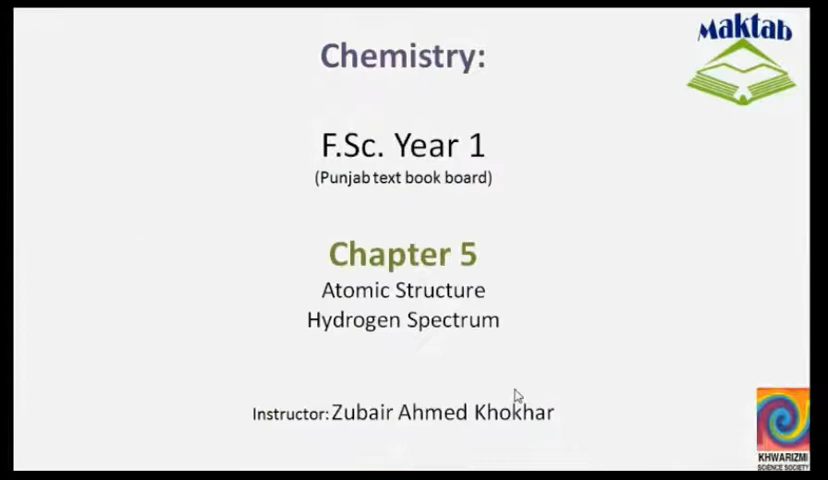 Maktab
Chemistry:
F.Sc. Year 1
(Punjab text book board)
Chapter 5
Atomic Structure
Hydrogen Spectrum
Instructor: Zubair Ahmed Khokhar
KHWARIZMI
SCIENCE SOCIETY